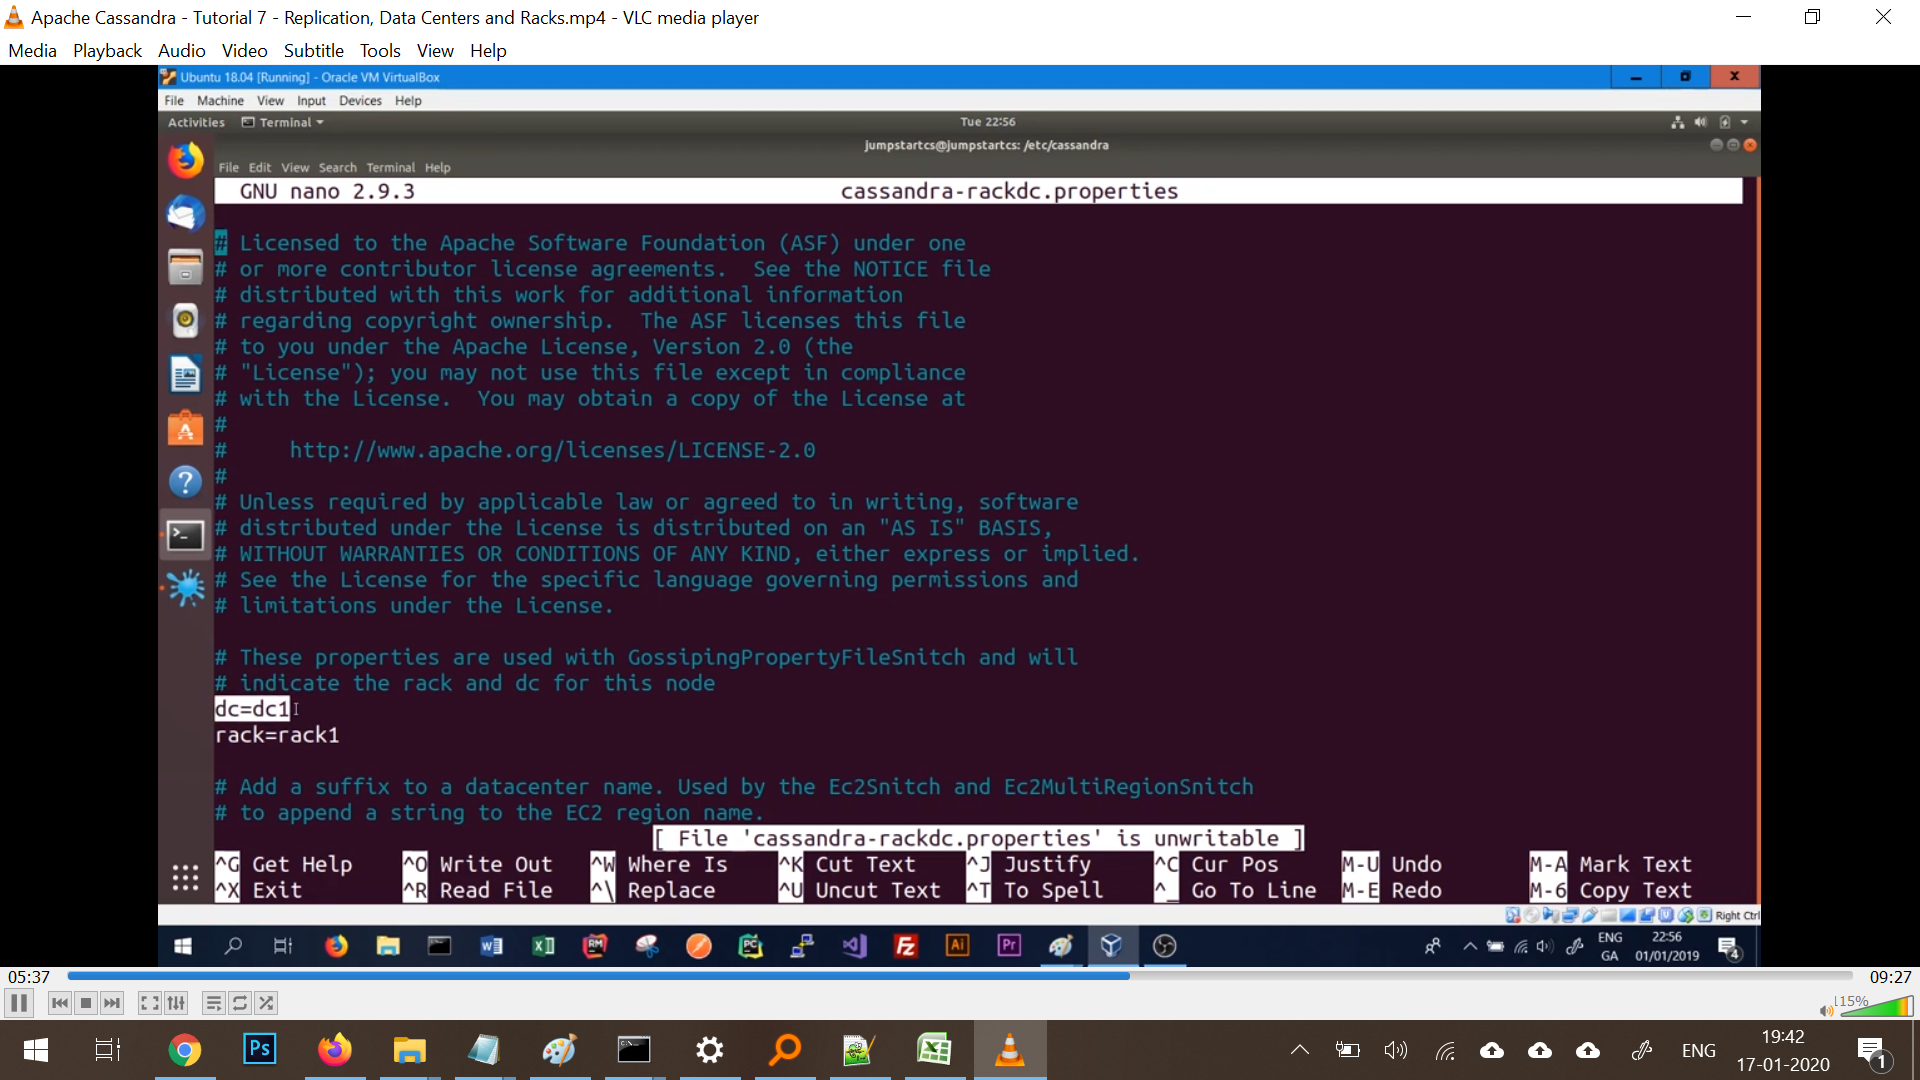 Apache Cassandra - Tutorial 7 - Replication, Data Centers and Racks.mp4 - VLC media player
Media Playback Audio Video Subtitle Tools View Help
Ubuntu 18.04 [Running] - Oracle VM VirtualBox
File Machine View Input Devices Help
Activities Terminal Tue 22:56
jumpstartcs@jumpstartcs: /etc/cassandra
File Edit View Search Terminal Help
GNU nano 2.9.3 cassandra-rackdc.properties
# Licensed to the Apache Software Foundation (ASF) under one
# or more contributor license agreements.  See the NOTICE file
# distributed with this work for additional information
# regarding copyright ownership.  The ASF licenses this file
# to you under the Apache License, Version 2.0 (the
# "License"); you may not use this file except in compliance
# with the License.  You may obtain a copy of the License at
#
#     http://www.apache.org/licenses/LICENSE-2.0
#
# Unless required by applicable law or agreed to in writing, software
# distributed under the License is distributed on an "AS IS" BASIS,
# WITHOUT WARRANTIES OR CONDITIONS OF ANY KIND, either express or implied.
# See the License for the specific language governing permissions and
# limitations under the License.
# These properties are used with GossipingPropertyFileSnitch and will
# indicate the rack and dc for this node
dc=dc1
rack=rack1
# Add a suffix to a datacenter name. Used by the Ec2Snitch and Ec2MultiRegionSnitch
# to append a string to the EC2 region name.
[ File 'cassandra-rackdc.properties' is unwritable ]
^G Get Help ^O Write Out ^W Where Is ^K Cut Text ^J Justify ^C Cur Pos M-U Undo M-A Mark Text
^X Exit ^R Read File ^\ Replace ^U Uncut Text ^T To Spell ^_ Go To Line M-E Redo M-6 Copy Text
Right Ctrl
RM PC Fz Ai Pr ENG GA 22:56 01/01/2019 4
05:37 09:27
115%
Ps ENG 19:42 17-01-2020 1